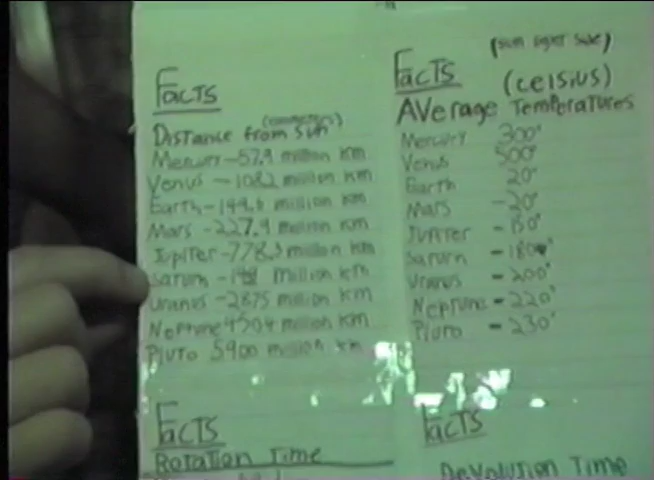 Facts
(kilometers)
Distance from Sun
Mercury - 57.9 million km
Venus - 108.2 million km
Earth - 149.6 million km
Mars - 227.9 million km
Jupiter - 778.3 million km
Saturn - million km
Uranus - 2875 million km
Neptune 4504 million km
Pluto 5900 million km
Facts
Rotation Time
(sun light side)
Facts (celsius)
Average Temperatures
Mercury 300°
Venus 500°
Earth 20°
Mars -20°
Jupiter -150°
Saturn -180°
Uranus -200°
Neptune -220°
Pluto -230°
Facts
Revolution Time